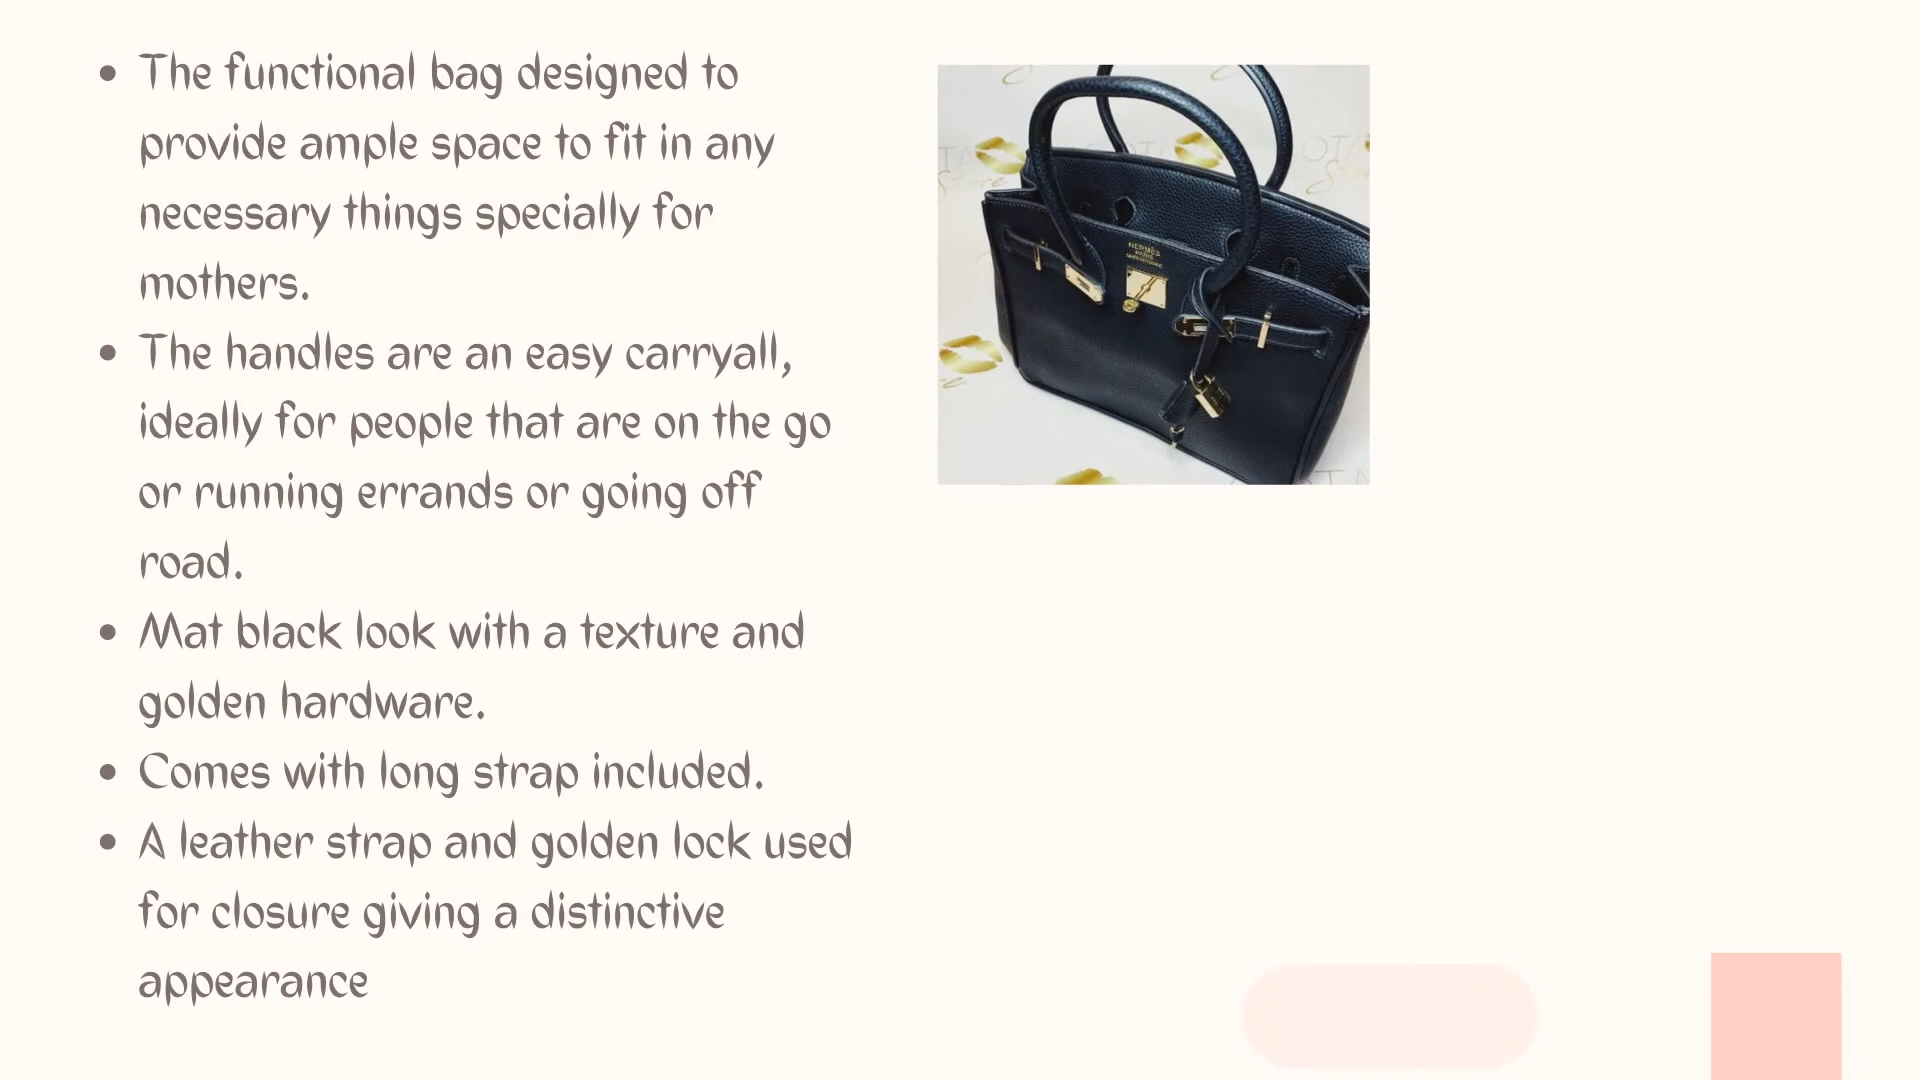 The functional bag designed to
provide ample space to fit in any
necessary things specially for
mothers.
The handles are an easy carryall,
ideally for people that are on the go
or running errands or going off
road.
Mat black look with a texture and
golden hardware.
Comes with long strap included.
A leather strap and golden lock used
for closure giving a distinctive
appearance
HERMÈS
PARIS
Store